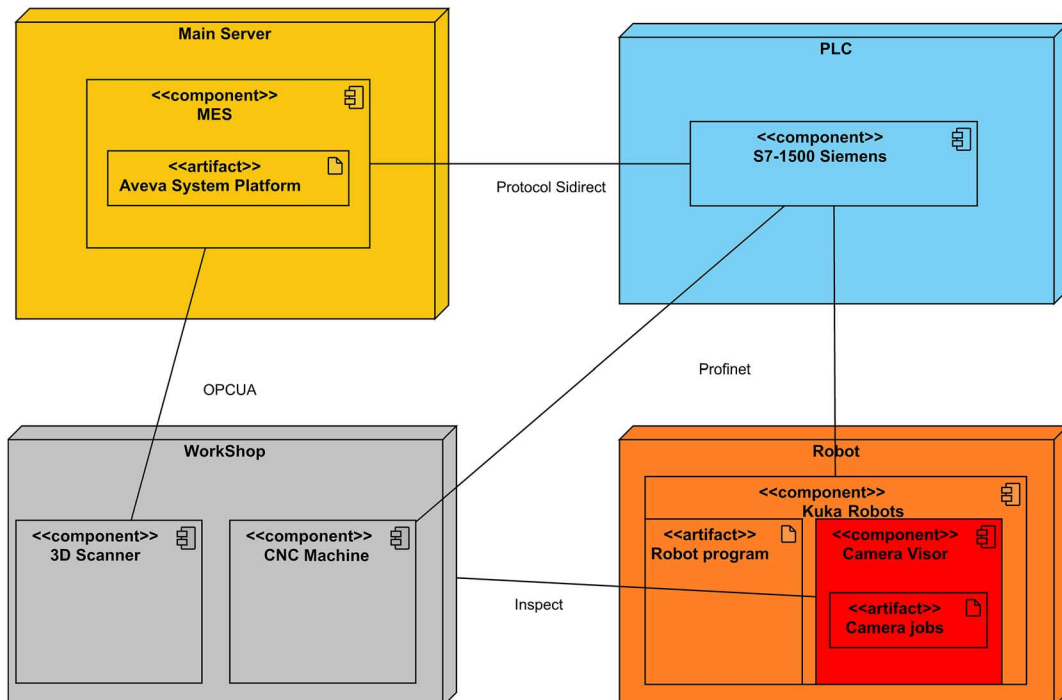 Main Server
<<component>>
MES
<<artifact>>
Aveva System Platform
PLC
<<component>>
S7-1500 Siemens
Protocol Sidirect
OPCUA
Profinet
WorkShop
<<component>>
3D Scanner
<<component>>
CNC Machine
Inspect
Robot
<<component>>
Kuka Robots
<<artifact>>
Robot program
<<component>>
Camera Visor
<<artifact>>
Camera jobs